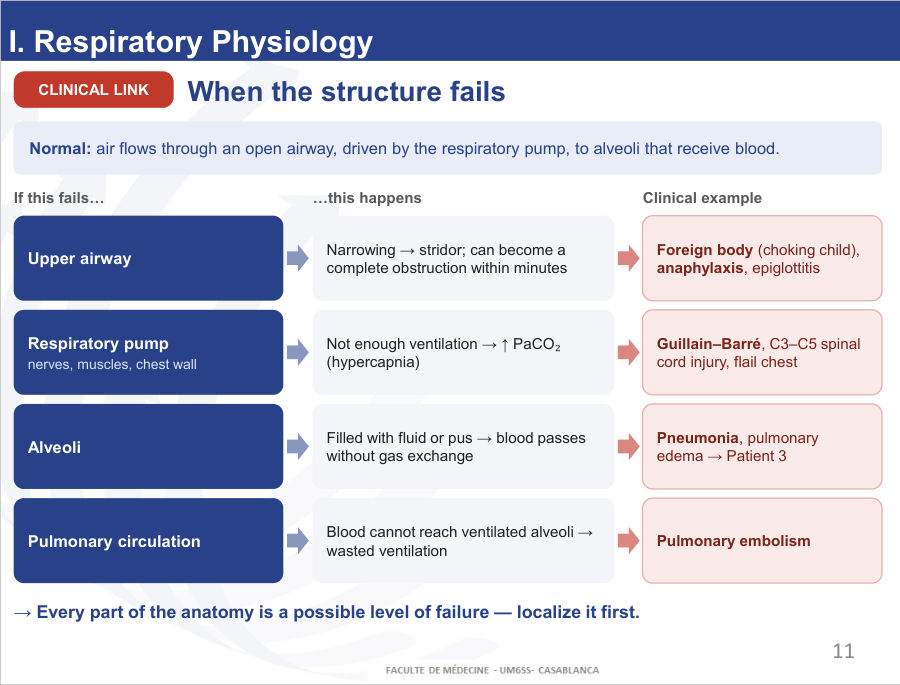 I. Respiratory Physiology
CLINICAL LINK
When the structure fails
Normal: air flows through an open airway, driven by the respiratory pump, to alveoli that receive blood.
If this fails…
…this happens
Clinical example
Upper airway
Narrowing → stridor; can become a
complete obstruction within minutes
Foreign body (choking child),
anaphylaxis, epiglottitis
Respiratory pump
nerves, muscles, chest wall
Not enough ventilation → ↑ PaCO₂
(hypercapnia)
Guillain–Barré, C3–C5 spinal
cord injury, flail chest
Alveoli
Filled with fluid or pus → blood passes
without gas exchange
Pneumonia, pulmonary
edema → Patient 3
Pulmonary circulation
Blood cannot reach ventilated alveoli →
wasted ventilation
Pulmonary embolism
→ Every part of the anatomy is a possible level of failure — localize it first.
11
FACULTE DE MÉDECINE - UM6SS- CASABLANCA